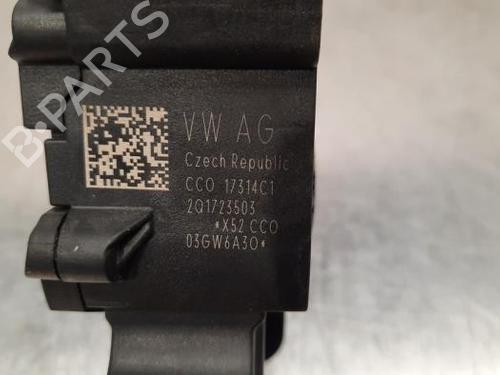 B-PARTS
VW AG
Czech Republic
CCO 17314C1
2Q1723503
*X52 CCO
03GW6A30*